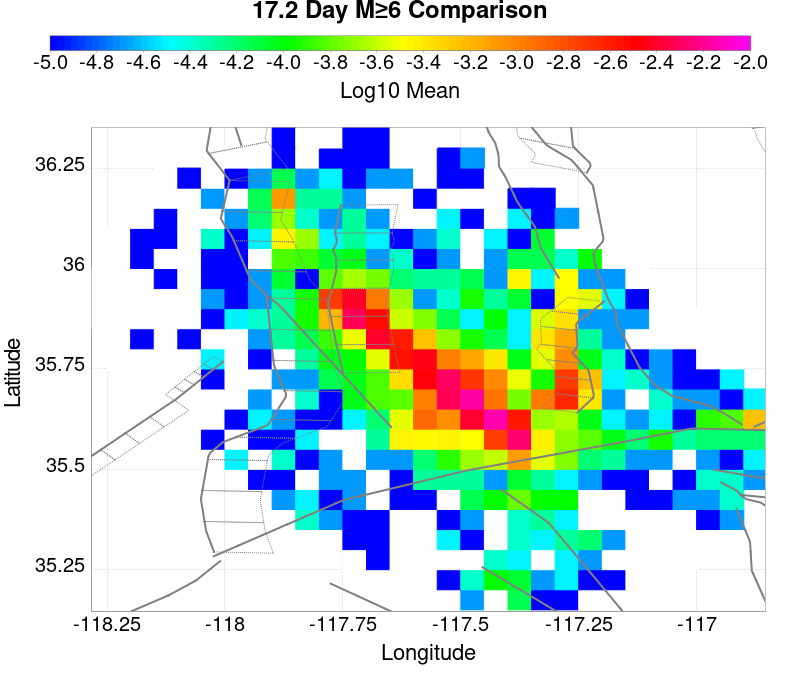 17.2 Day M≥6 Comparison
-5.0 -4.8 -4.6 -4.4 -4.2 -4.0 -3.8 -3.6 -3.4 -3.2 -3.0 -2.8 -2.6 -2.4 -2.2 -2.0
Log10 Mean
36.25
36
35.75
35.5
35.25
Latitude
-118.25 -118 -117.75 -117.5 -117.25 -117
Longitude